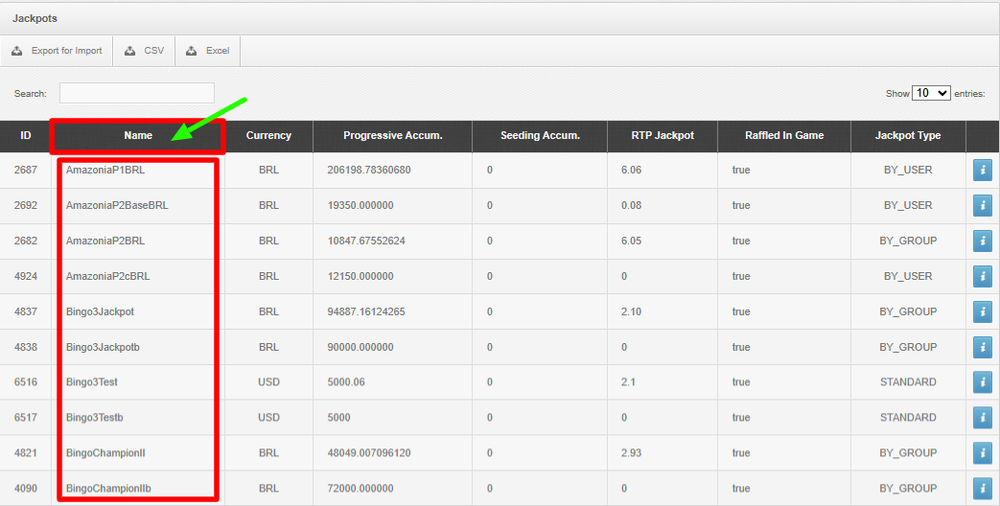 Jackpots
Export for Import CSV Excel
Search: Show 10 entries:
ID Name Currency Progressive Accum. Seeding Accum. RTP Jackpot Raffled In Game Jackpot Type
2687 AmazoniaP1BRL BRL 206198.78360680 0 6.06 true BY_USER i
2692 AmazoniaP2BaseBRL BRL 19350.000000 0 0.08 true BY_USER i
2682 AmazoniaP2BRL BRL 10847.67552624 0 6.05 true BY_GROUP i
4924 AmazoniaP2cBRL BRL 12150.000000 0 0 true BY_USER i
4837 Bingo3Jackpot BRL 94887.16124265 0 2.10 true BY_GROUP i
4838 Bingo3Jackpotb BRL 90000.000000 0 0 true BY_GROUP i
6516 Bingo3Test USD 5000.06 0 2.1 true STANDARD i
6517 Bingo3Testb USD 5000 0 0 true STANDARD i
4821 BingoChampionII BRL 48049.007096120 0 2.93 true BY_GROUP i
4090 BingoChampionIIb BRL 72000.000000 0 0 true BY_GROUP i